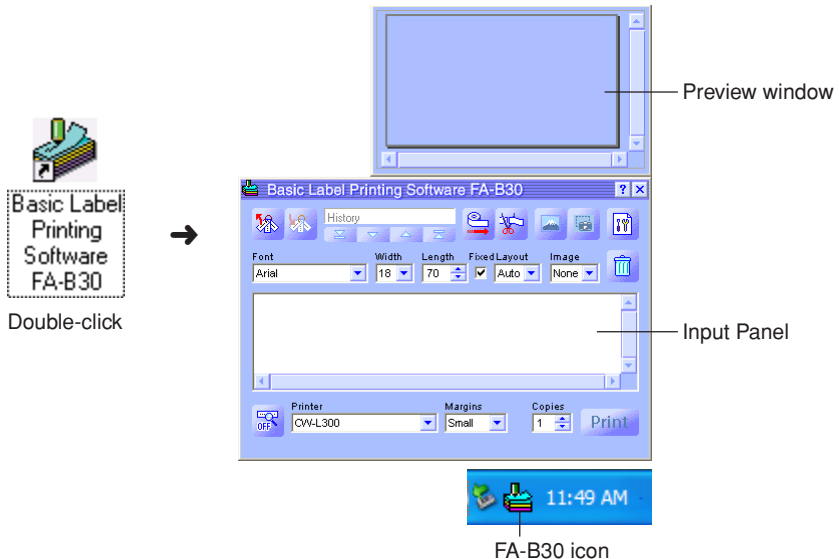 Preview window
Basic Label
Printing
Software
FA-B30
Double-click
Basic Label Printing Software FA-B30
History
Font Width Length Fixed Layout Image
Arial 18 70 Auto None
Input Panel
OFF
Printer Margins Copies
CW-L300 Small 1 Print
11:49 AM
FA-B30 icon